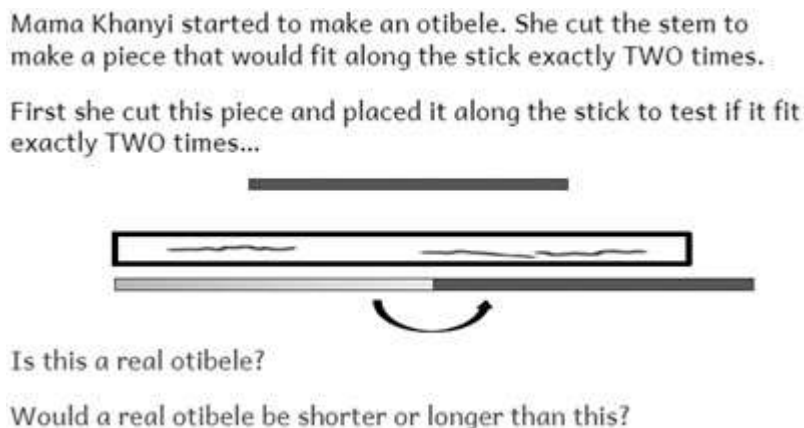 Mama Khanyi started to make an otibele. She cut the stem to
make a piece that would fit along the stick exactly TWO times.
First she cut this piece and placed it along the stick to test if it fit
exactly TWO times...
Is this a real otibele?
Would a real otibele be shorter or longer than this?